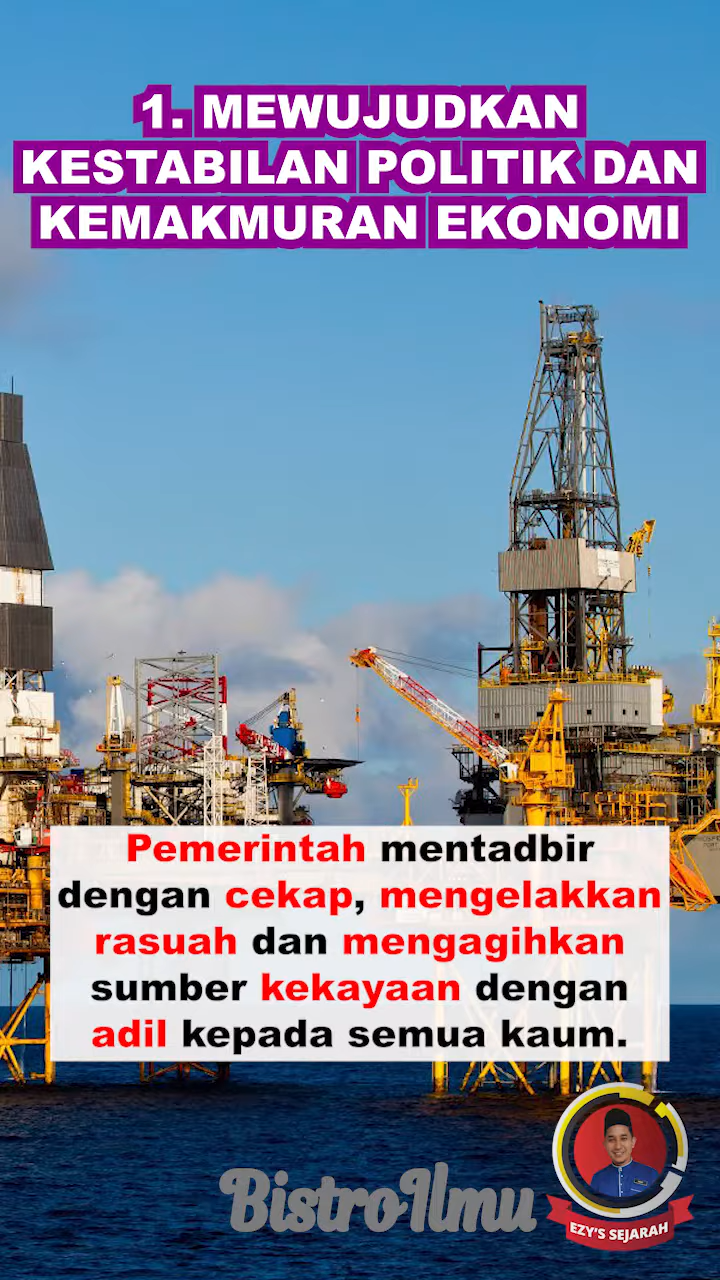 1. MEWUJUDKAN
KESTABILAN POLITIK DAN
KEMAKMURAN EKONOMI
Pemerintah mentadbir
dengan cekap, mengelakkan
rasuah dan mengagihkan
sumber kekayaan dengan
adil kepada semua kaum.
BistroIlmu
EZY'S SEJARAH